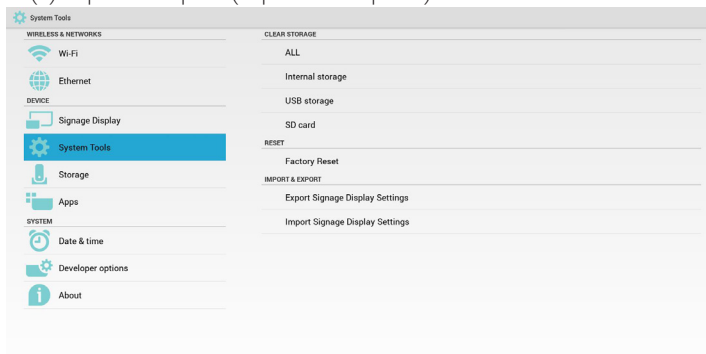 System Tools
WIRELESS & NETWORKS
Wi-Fi
Ethernet
DEVICE
Signage Display
System Tools
Storage
Apps
SYSTEM
Date & time
Developer options
About
CLEAR STORAGE
ALL
Internal storage
USB storage
SD card
RESET
Factory Reset
IMPORT & EXPORT
Export Signage Display Settings
Import Signage Display Settings